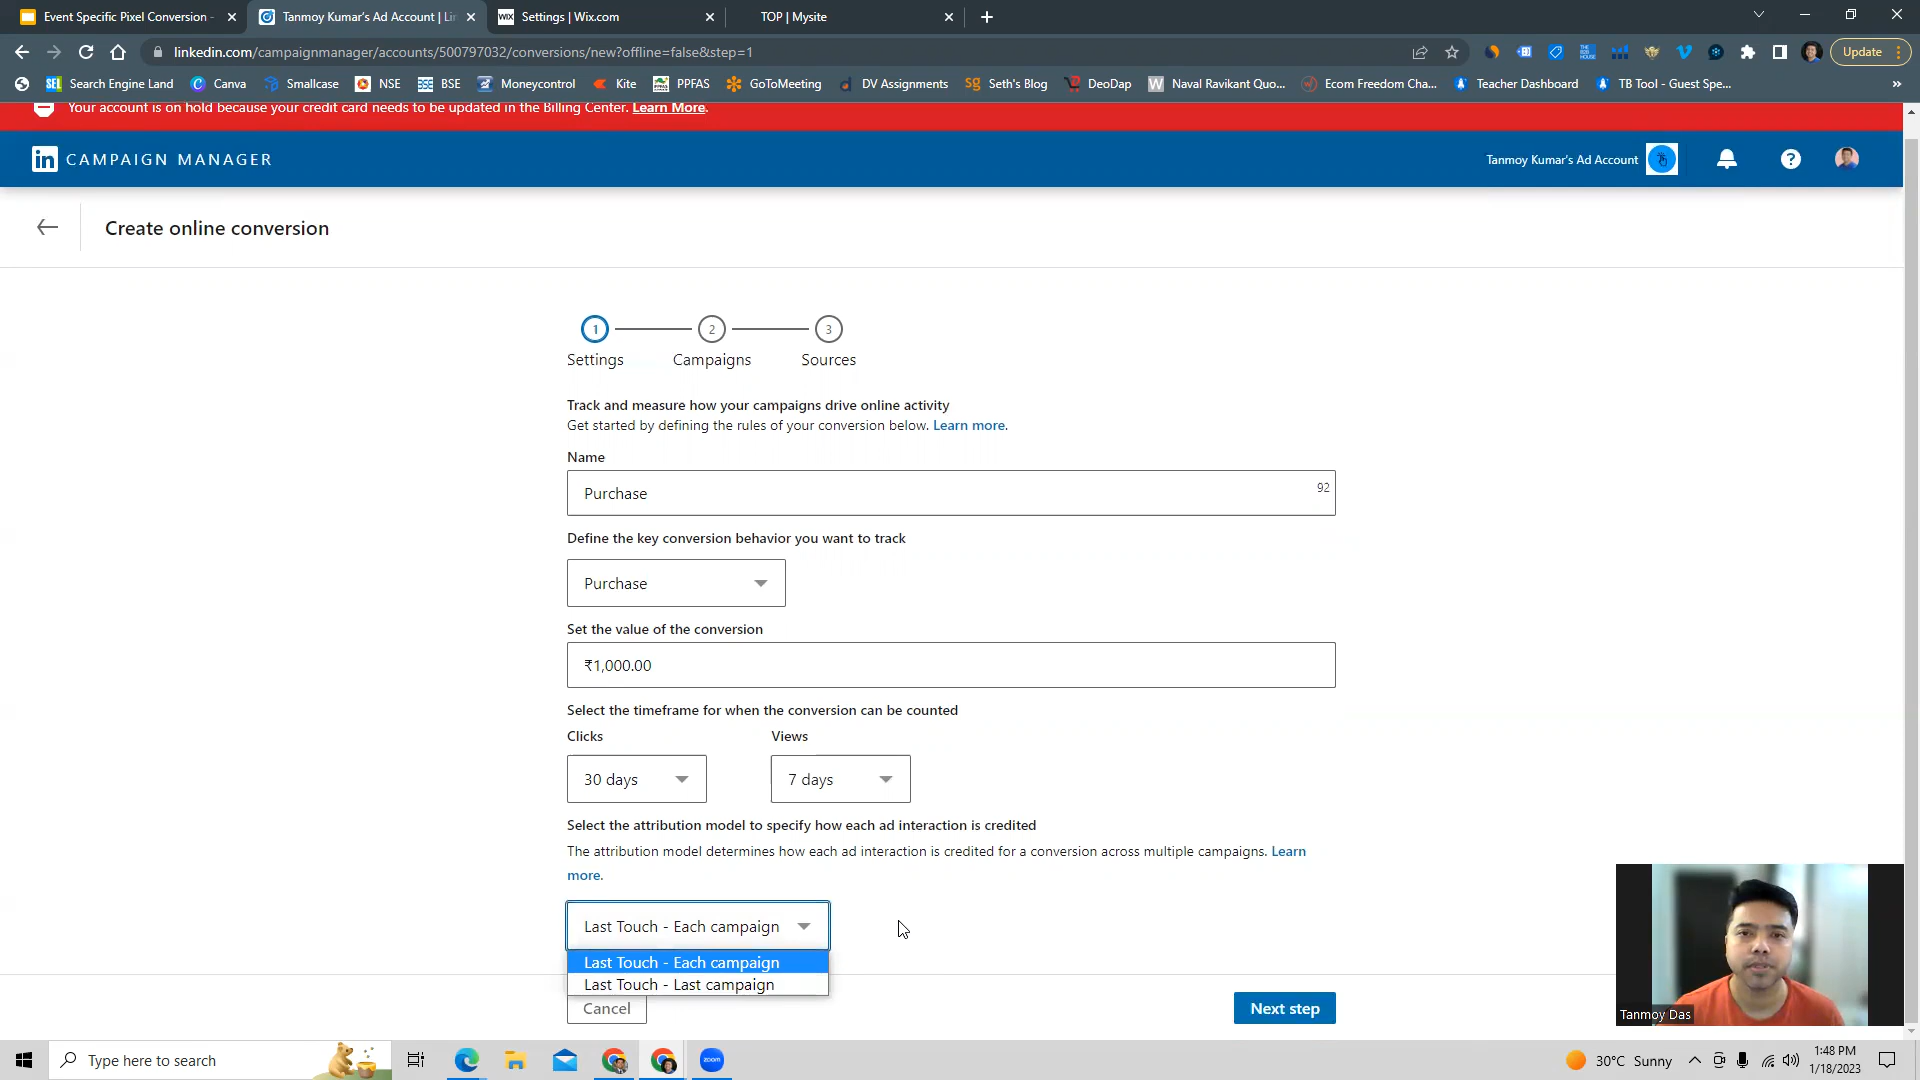 Event Specific Pixel Conversion -
Tanmoy Kumar's Ad Account | Lin
WIX
Settings | Wix.com
TOP | Mysite
linkedin.com/campaignmanager/accounts/500797032/conversions/new?offline=false&step=1
Update
SEL
Search Engine Land
Canva
Smallcase
NSE
BSE
Moneycontrol
Kite
PPFAS
GoToMeeting
DV Assignments
Sg
Seth's Blog
DeoDap
W
Naval Ravikant Quo...
Ecom Freedom Cha...
Teacher Dashboard
TB Tool - Guest Spe...
»
Your account is on hold because your credit card needs to be updated in the Billing Center. Learn More.
in CAMPAIGN MANAGER
Tanmoy Kumar's Ad Account
Create online conversion
1
2
3
Settings
Campaigns
Sources
Track and measure how your campaigns drive online activity
Get started by defining the rules of your conversion below. Learn more.
Name
Purchase
92
Define the key conversion behavior you want to track
Purchase
Set the value of the conversion
₹1,000.00
Select the timeframe for when the conversion can be counted
Clicks
Views
30 days
7 days
Select the attribution model to specify how each ad interaction is credited
The attribution model determines how each ad interaction is credited for a conversion across multiple campaigns. Learn
more.
Last Touch - Each campaign
Last Touch - Each campaign
Last Touch - Last campaign
Cancel
Next step
Tanmoy Das
Type here to search
zoom
30°C Sunny
1:48 PM
1/18/2023